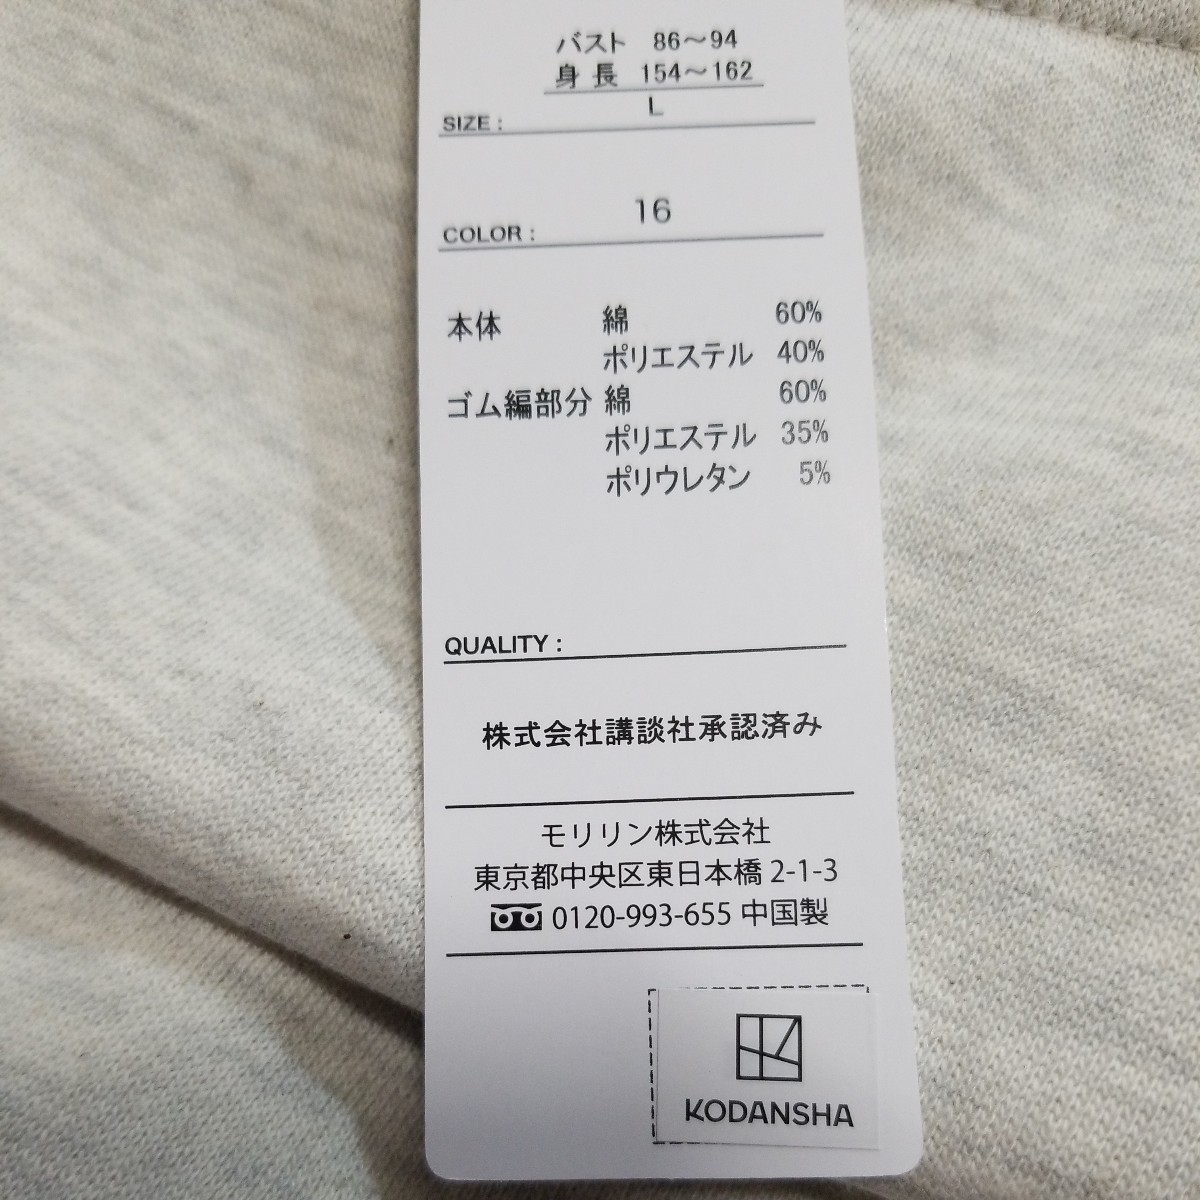 バスト 86～94
身長 154～162
L
SIZE :
16
COLOR :
本体 綿 60%
ポリエステル 40%
ゴム編部分 綿 60%
ポリエステル 35%
ポリウレタン 5%
QUALITY :
株式会社講談社承認済み
モリリン株式会社
東京都中央区東日本橋 2-1-3
0120-993-655 中国製
KODANSHA